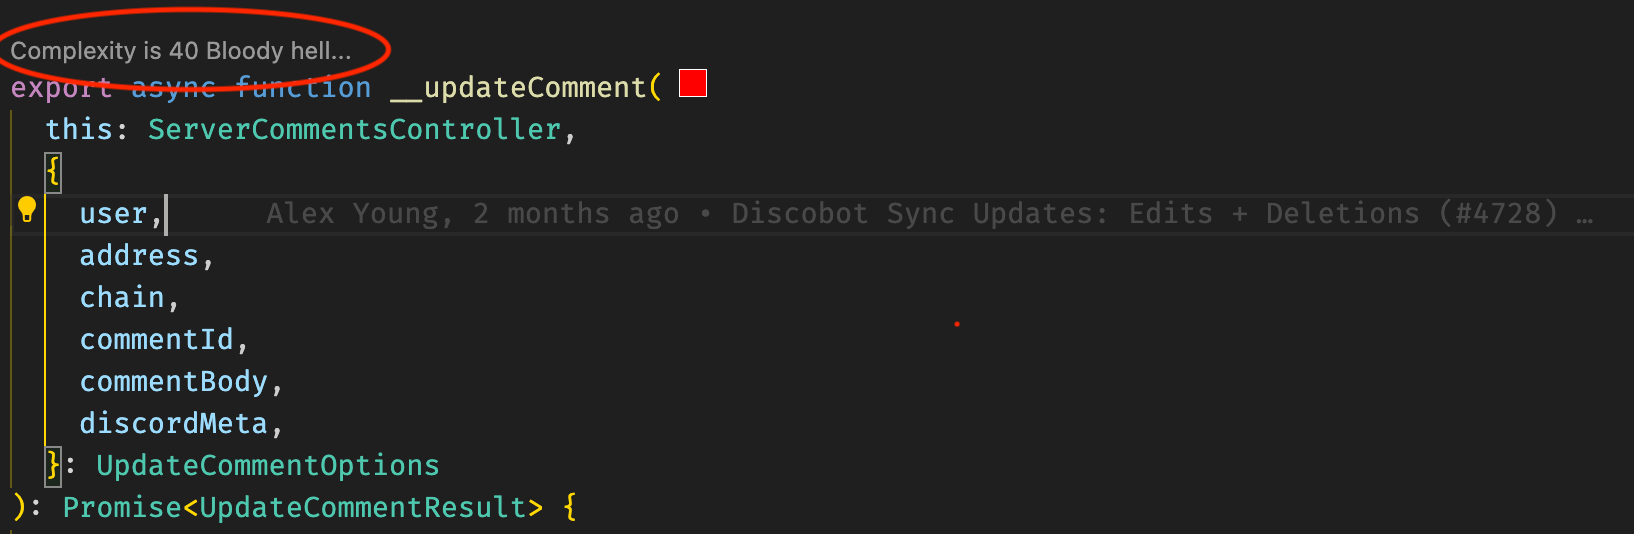 Complexity is 40 Bloody hell...
export async function __updateComment(
this: ServerCommentsController,
{
user, Alex Young, 2 months ago • Discobot Sync Updates: Edits + Deletions (#4728) …
address,
chain,
commentId,
commentBody,
discordMeta,
}: UpdateCommentOptions
): Promise<UpdateCommentResult> {